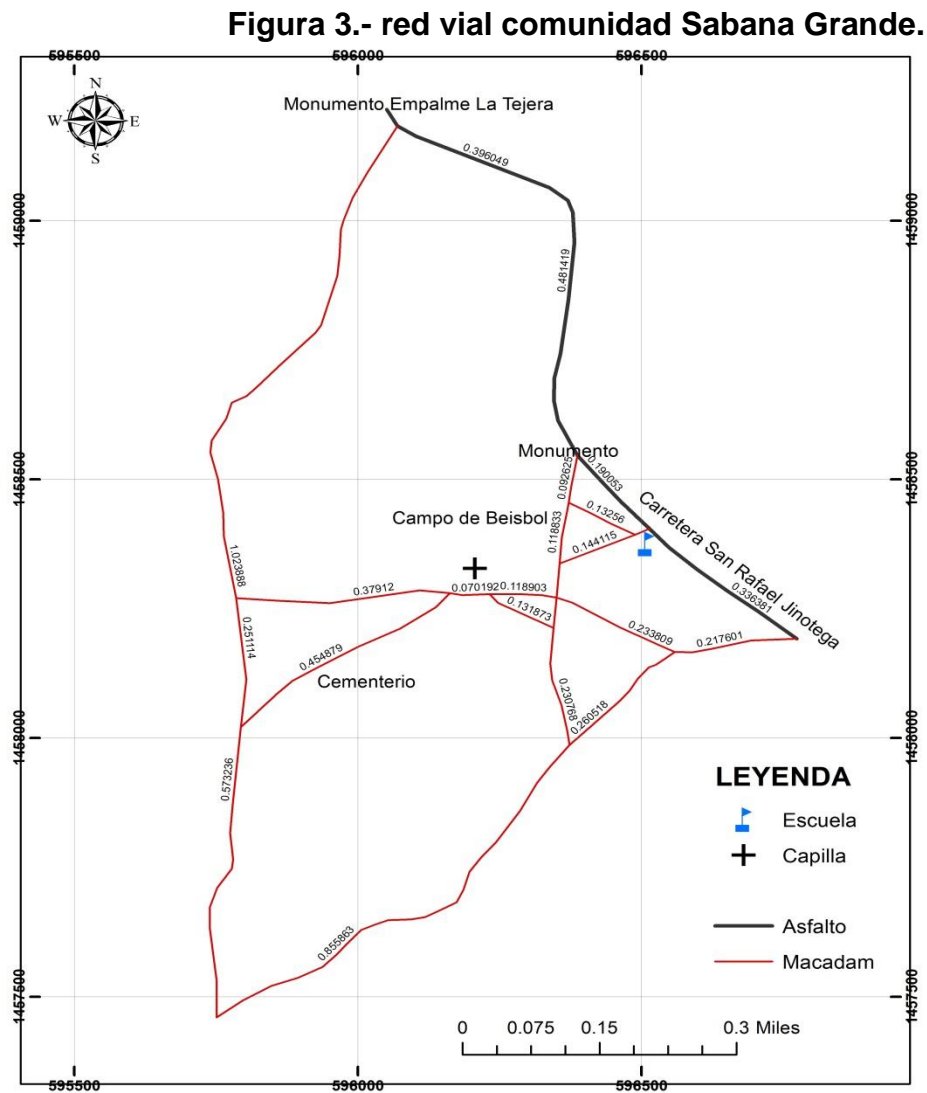 Figura 3.- red vial comunidad Sabana Grande.
595500
596000
596500
N
W
E
S
Monumento Empalme La Tejera
0.396049
1459000
1459000
0.481419
Monumento
1458500
1458500
0.092625
0.190053
Carretera San Rafael Jinotega
0.13256
Campo de Beisbol
0.118833
0.144115
1.023888
0.37912
0.070192
0.118903
0.131873
0.336381
0.233809
0.217601
0.251114
0.454879
Cementerio
0.230768
0.260518
1458000
1458000
0.573236
LEYENDA
Escuela
Capilla
0.855863
Asfalto
Macadam
1457500
1457500
0
0.075
0.15
0.3 Miles
595500
596000
596500